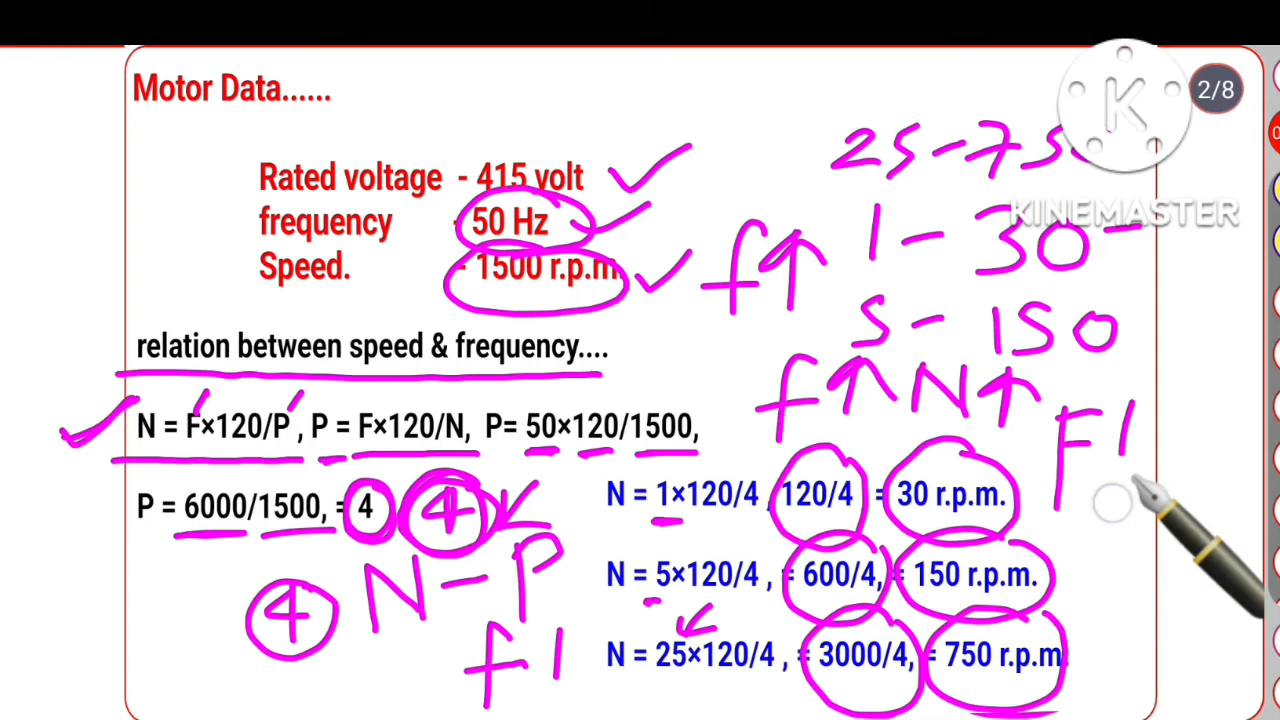 Motor Data......
2/8
K
KINEMASTER
25-750
Rated voltage - 415 volt
frequency - 50 Hz
Speed. - 1500 r.p.m.
f↑
1 - 30 -
5 - 150
relation between speed & frequency....
f↑ N↑
N = F×120/P , P = F×120/N, P= 50×120/1500,
F↑
P = 6000/1500, = 4 4
N = 1×120/4 , 120/4 = 30 r.p.m.
N = 5×120/4 , = 600/4, = 150 r.p.m.
N = 25×120/4 , = 3000/4, = 750 r.p.m.
4 N - P
f↑